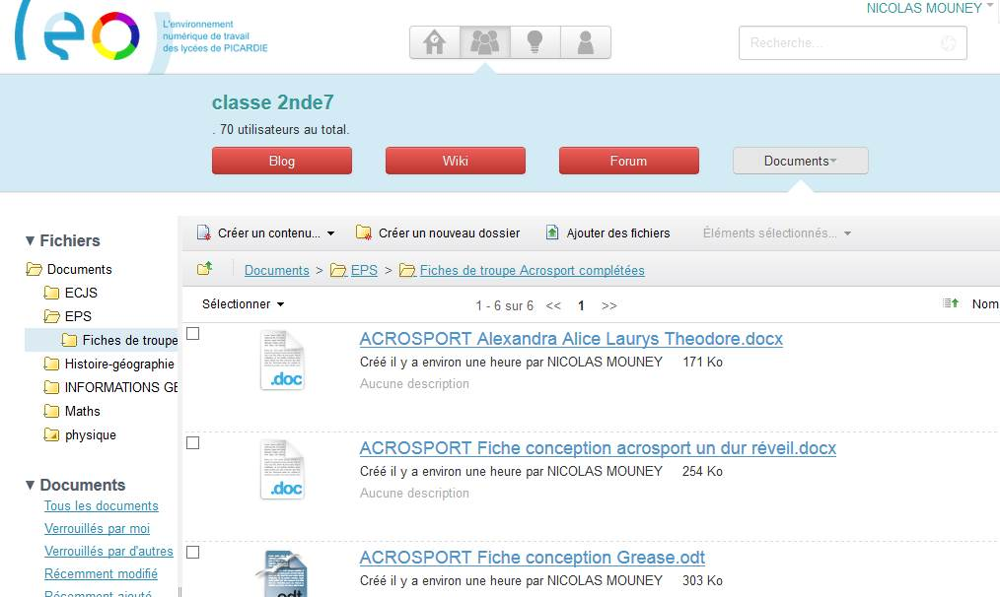 NICOLAS MOUNEY
leo
L'environnement
numérique de travail
des lycées de PICARDIE
Recherche...
classe 2nde7
. 70 utilisateurs au total.
Blog
Wiki
Forum
Documents
Fichiers
Documents
ECJS
EPS
Fiches de troupe
Histoire-géographie
INFORMATIONS GE
Maths
physique
Documents
Tous les documents
Verrouillés par moi
Verrouillés par d'autres
Récemment modifié
Récemment ajouté
Créer un contenu...
Créer un nouveau dossier
Ajouter des fichiers
Éléments sélectionnés...
Documents > EPS > Fiches de troupe Acrosport complétées
Sélectionner
1 - 6 sur 6 << 1 >>
Nom
.doc
ACROSPORT Alexandra Alice Laurys Theodore.docx
Créé il y a environ une heure par NICOLAS MOUNEY 171 Ko
Aucune description
.doc
ACROSPORT Fiche conception acrosport un dur réveil.docx
Créé il y a environ une heure par NICOLAS MOUNEY 254 Ko
Aucune description
.odt
ACROSPORT Fiche conception Grease.odt
Créé il y a environ une heure par NICOLAS MOUNEY 303 Ko